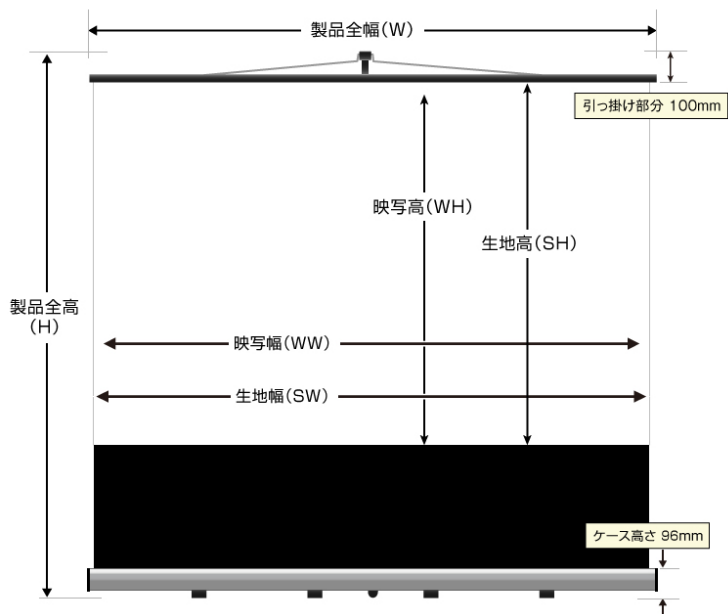 製品全幅(W)
引っ掛け部分 100mm
映写高(WH)
生地高(SH)
製品全高
(H)
映写幅(WW)
生地幅(SW)
ケース高さ 96mm